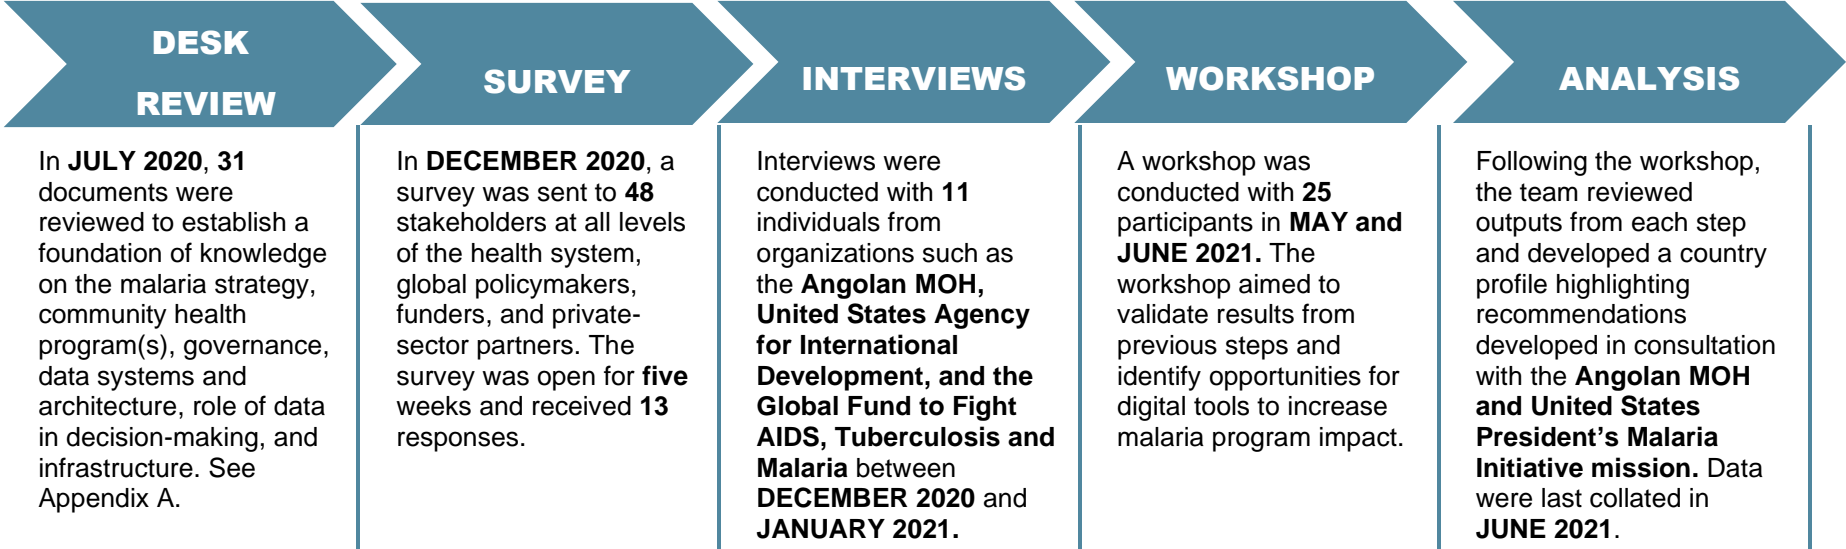 DESK
REVIEW
In JULY 2020, 31
documents were
reviewed to establish a
foundation of knowledge
on the malaria strategy,
community health
program(s), governance,
data systems and
architecture, role of data
in decision-making, and
infrastructure. See
Appendix A.
SURVEY
In DECEMBER 2020, a
survey was sent to 48
stakeholders at all levels
of the health system,
global policymakers,
funders, and private-
sector partners. The
survey was open for five
weeks and received 13
responses.
INTERVIEWS
Interviews were
conducted with 11
individuals from
organizations such as
the Angolan MOH,
United States Agency
for International
Development, and the
Global Fund to Fight
AIDS, Tuberculosis and
Malaria between
DECEMBER 2020 and
JANUARY 2021.
WORKSHOP
A workshop was
conducted with 25
participants in MAY and
JUNE 2021. The
workshop aimed to
validate results from
previous steps and
identify opportunities for
digital tools to increase
malaria program impact.
ANALYSIS
Following the workshop,
the team reviewed
outputs from each step
and developed a country
profile highlighting
recommendations
developed in consultation
with the Angolan MOH
and United States
President’s Malaria
Initiative mission. Data
were last collated in
JUNE 2021.